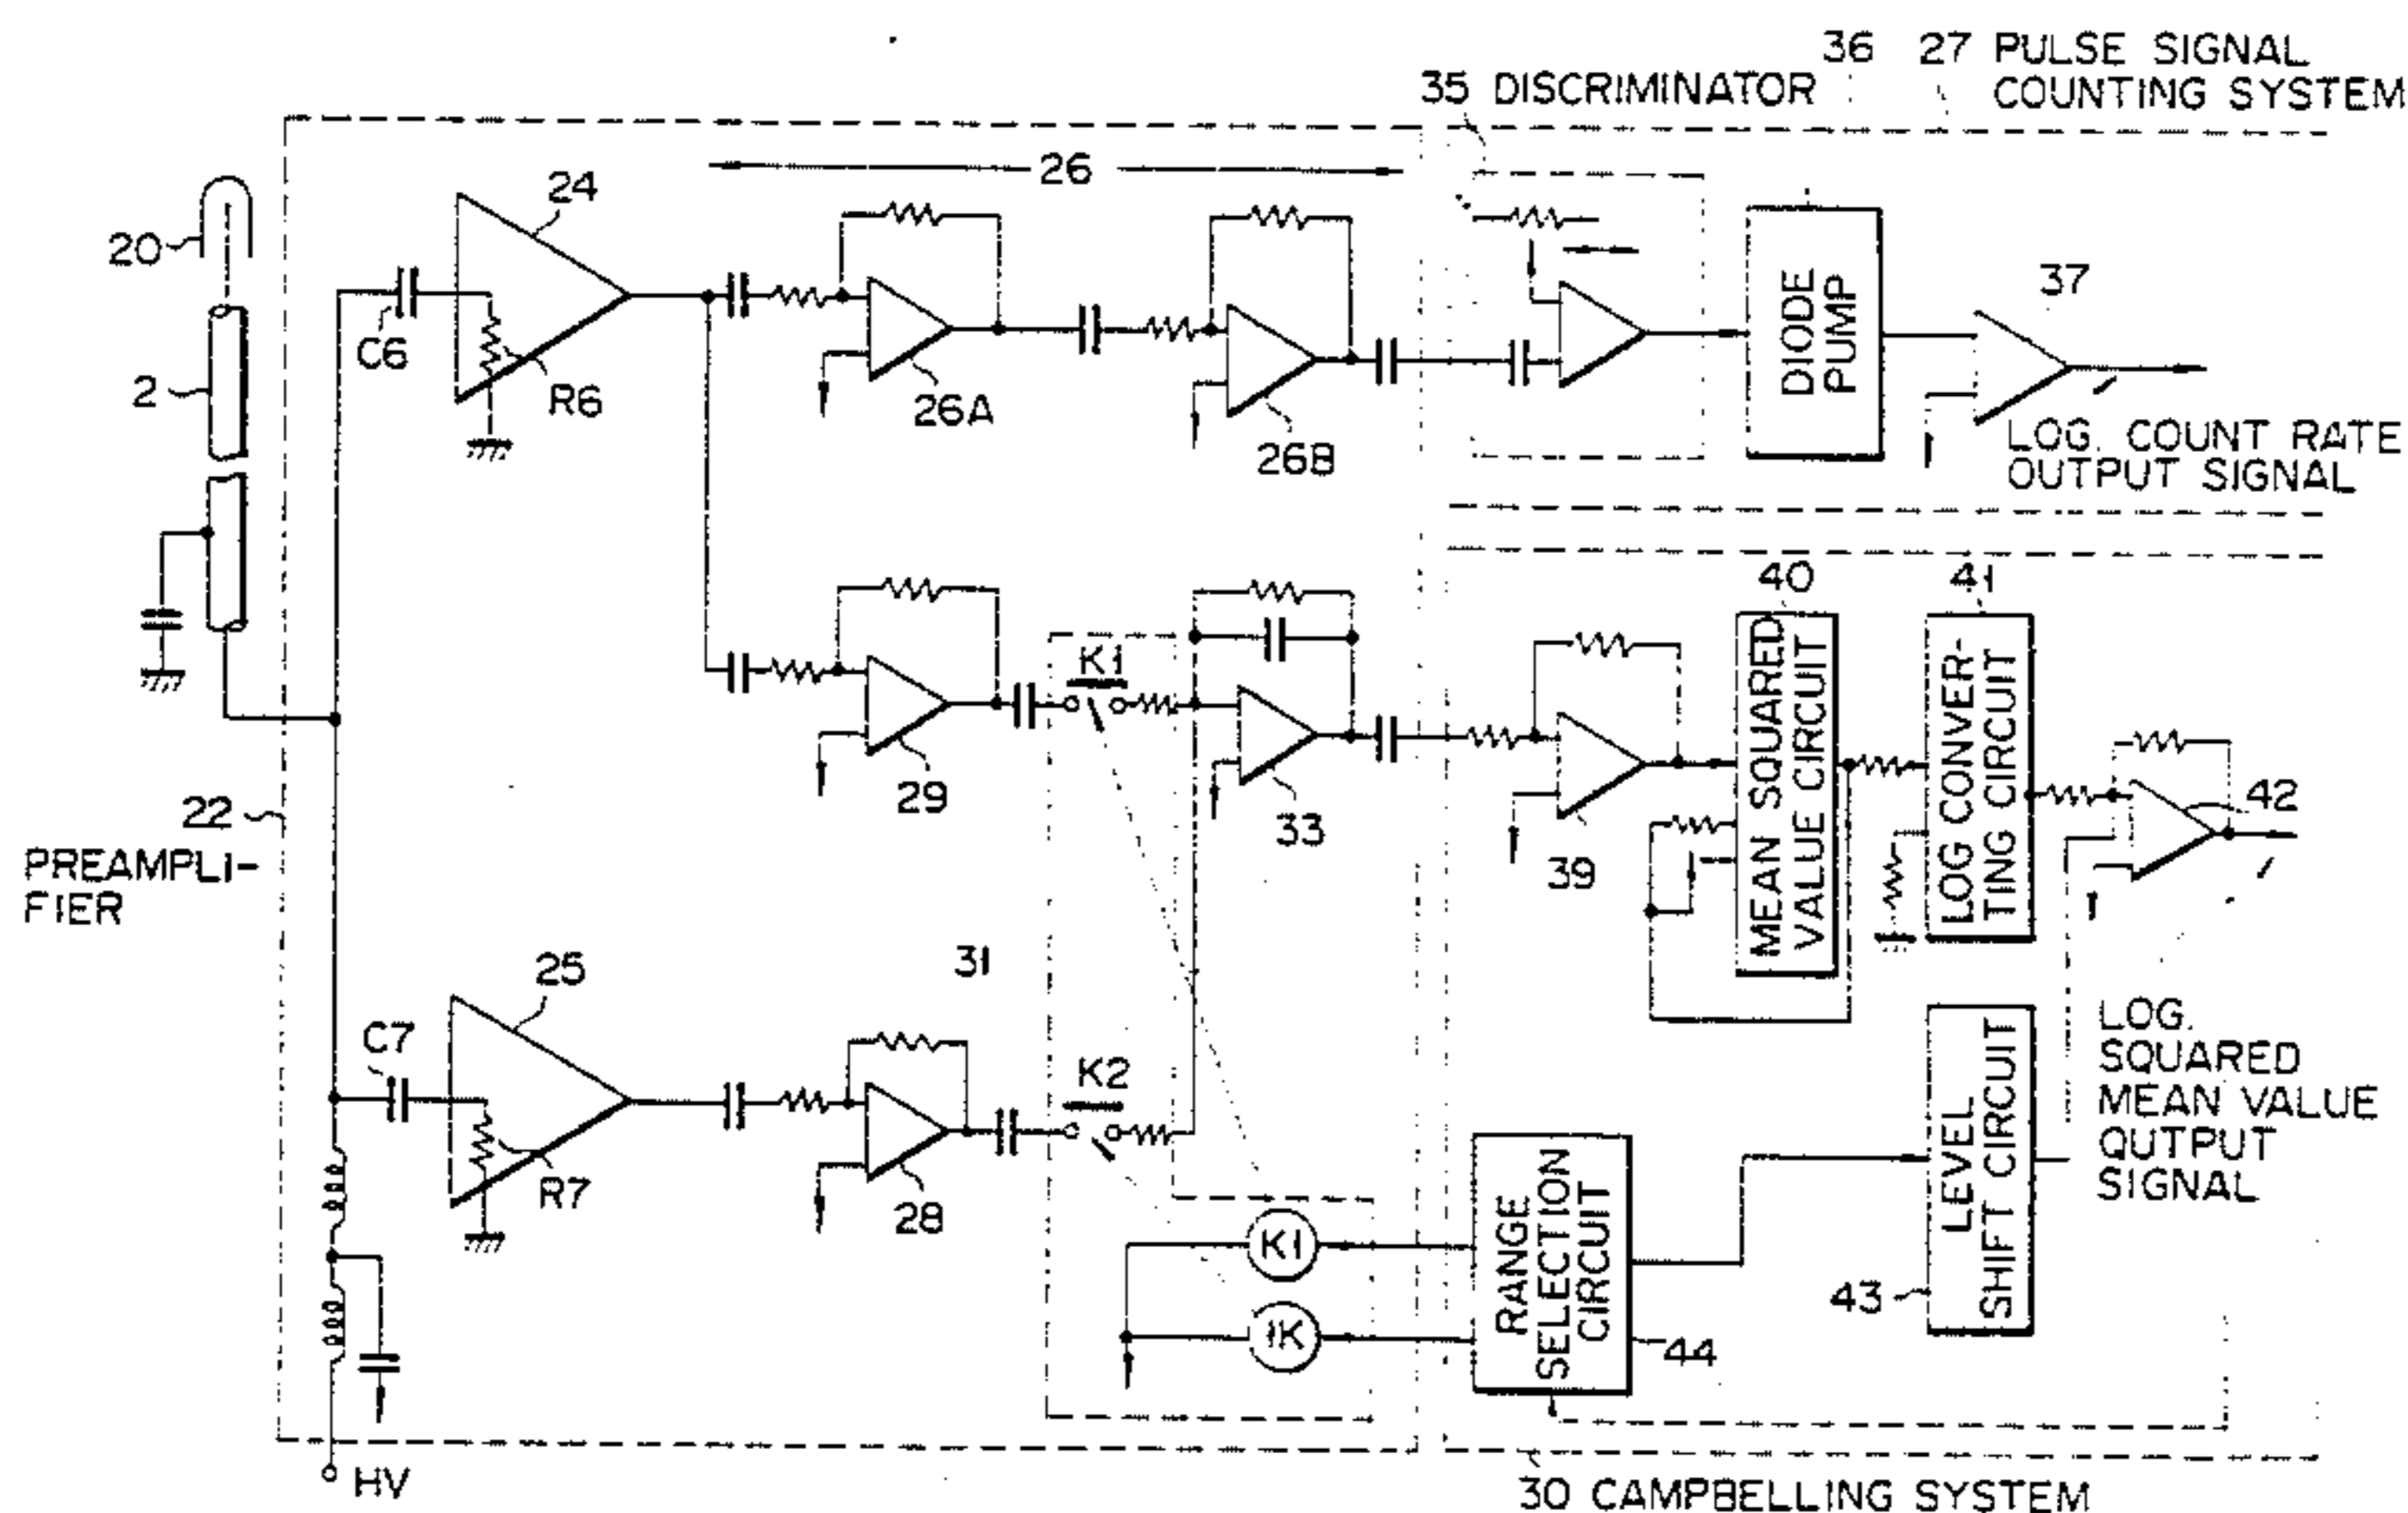 36
27 PULSE SIGNAL
COUNTING SYSTEM
35 DISCRIMINATOR
26
24
20
C6
R6
2
26A
26B
DIODE
PUMP
37
LOG. COUNT RATE
OUTPUT SIGNAL
K1
29
33
39
40
MEAN SQUARED
VALUE CIRCUIT
41
LOG CONVER-
TING CIRCUIT
42
22
PREAMPLI-
FIER
31
25
C7
R7
28
K2
K1
1K
RANGE
SELECTION
CIRCUIT
44
43
LEVEL
SHIFT CIRCUIT
LOG.
SQUARED
MEAN VALUE
OUTPUT
SIGNAL
HV
30 CAMPBELLING SYSTEM